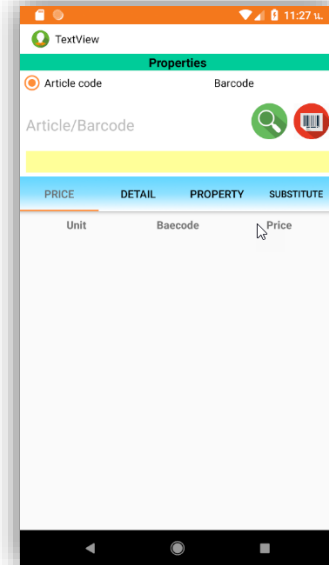 11:27 น.
TextView
Properties
Article code Barcode
Article/Barcode
PRICE DETAIL PROPERTY SUBSTITUTE
Unit Baecode Price